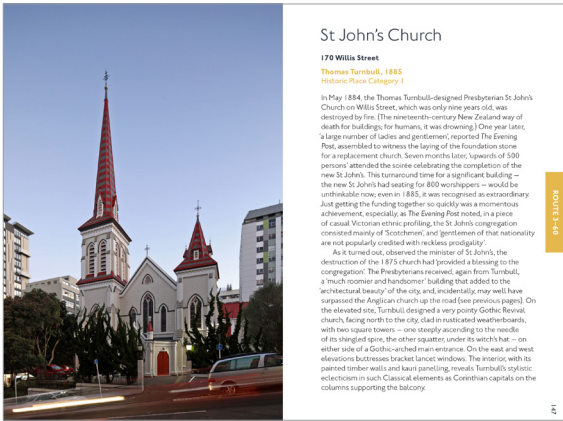 St John's Church
170 Willis Street
Thomas Turnbull, 1885
Historic Place Category 1
In May 1884, the Thomas Turnbull-designed Presbyterian St John's
Church on Willis Street, which was only nine years old, was
destroyed by fire. (The nineteenth-century New Zealand way of
death for buildings; for humans, it was drowning.) One year later,
'a large number of ladies and gentlemen', reported The Evening
Post, assembled to witness the laying of the foundation stone
for a replacement church. Seven months later, 'upwards of 500
persons' attended the soirée celebrating the completion of the
new St John's. This turnaround time for a significant building —
the new St John's had seating for 800 worshippers — would be
unthinkable now; even in 1885, it was recognised as extraordinary.
Just getting the funding together so quickly was a momentous
achievement, especially, as The Evening Post noted, in a piece
of casual Victorian ethnic profiling, the St John's congregation
consisted mainly of 'Scotchmen', and 'gentlemen of that nationality
are not popularly credited with reckless prodigality'.
As it turned out, observed the minister of St John's, the
destruction of the 1875 church had 'provided a blessing to the
congregation'. The Presbyterians received, again from Turnbull,
a 'much roomier and handsomer' building that added to the
'architectural beauty' of the city, and, incidentally, may well have
surpassed the Anglican church up the road (see previous pages). On
the elevated site, Turnbull designed a very pointy Gothic Revival
church, facing north to the city, clad in rusticated weatherboards,
with two square towers — one steeply ascending to the needle
of its shingled spire, the other squatter, under its witch's hat — on
either side of a Gothic-arched main entrance. On the east and west
elevations buttresses bracket lancet windows. The interior, with its
painted timber walls and kauri panelling, reveals Turnbull's stylistic
eclecticism in such Classical elements as Corinthian capitals on the
columns supporting the balcony.
ROUTE 3–60
147